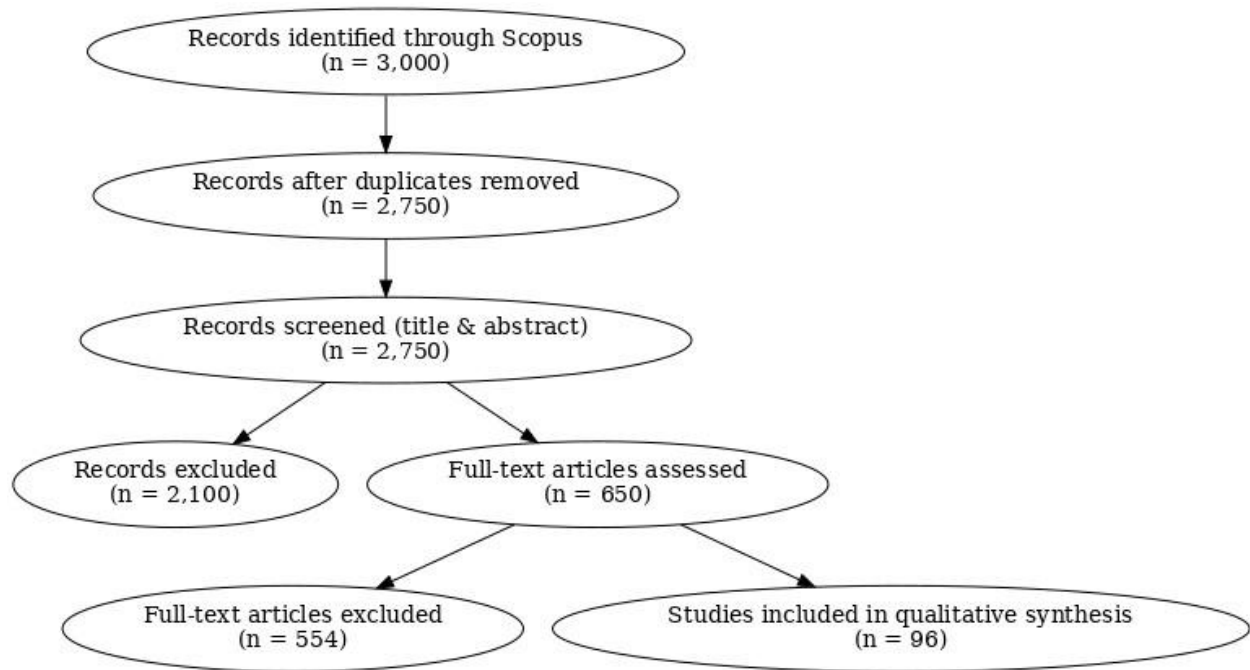 Records identified through Scopus
(n = 3,000)
Records after duplicates removed
(n = 2,750)
Records screened (title & abstract)
(n = 2,750)
Records excluded
(n = 2,100)
Full-text articles assessed
(n = 650)
Full-text articles excluded
(n = 554)
Studies included in qualitative synthesis
(n = 96)